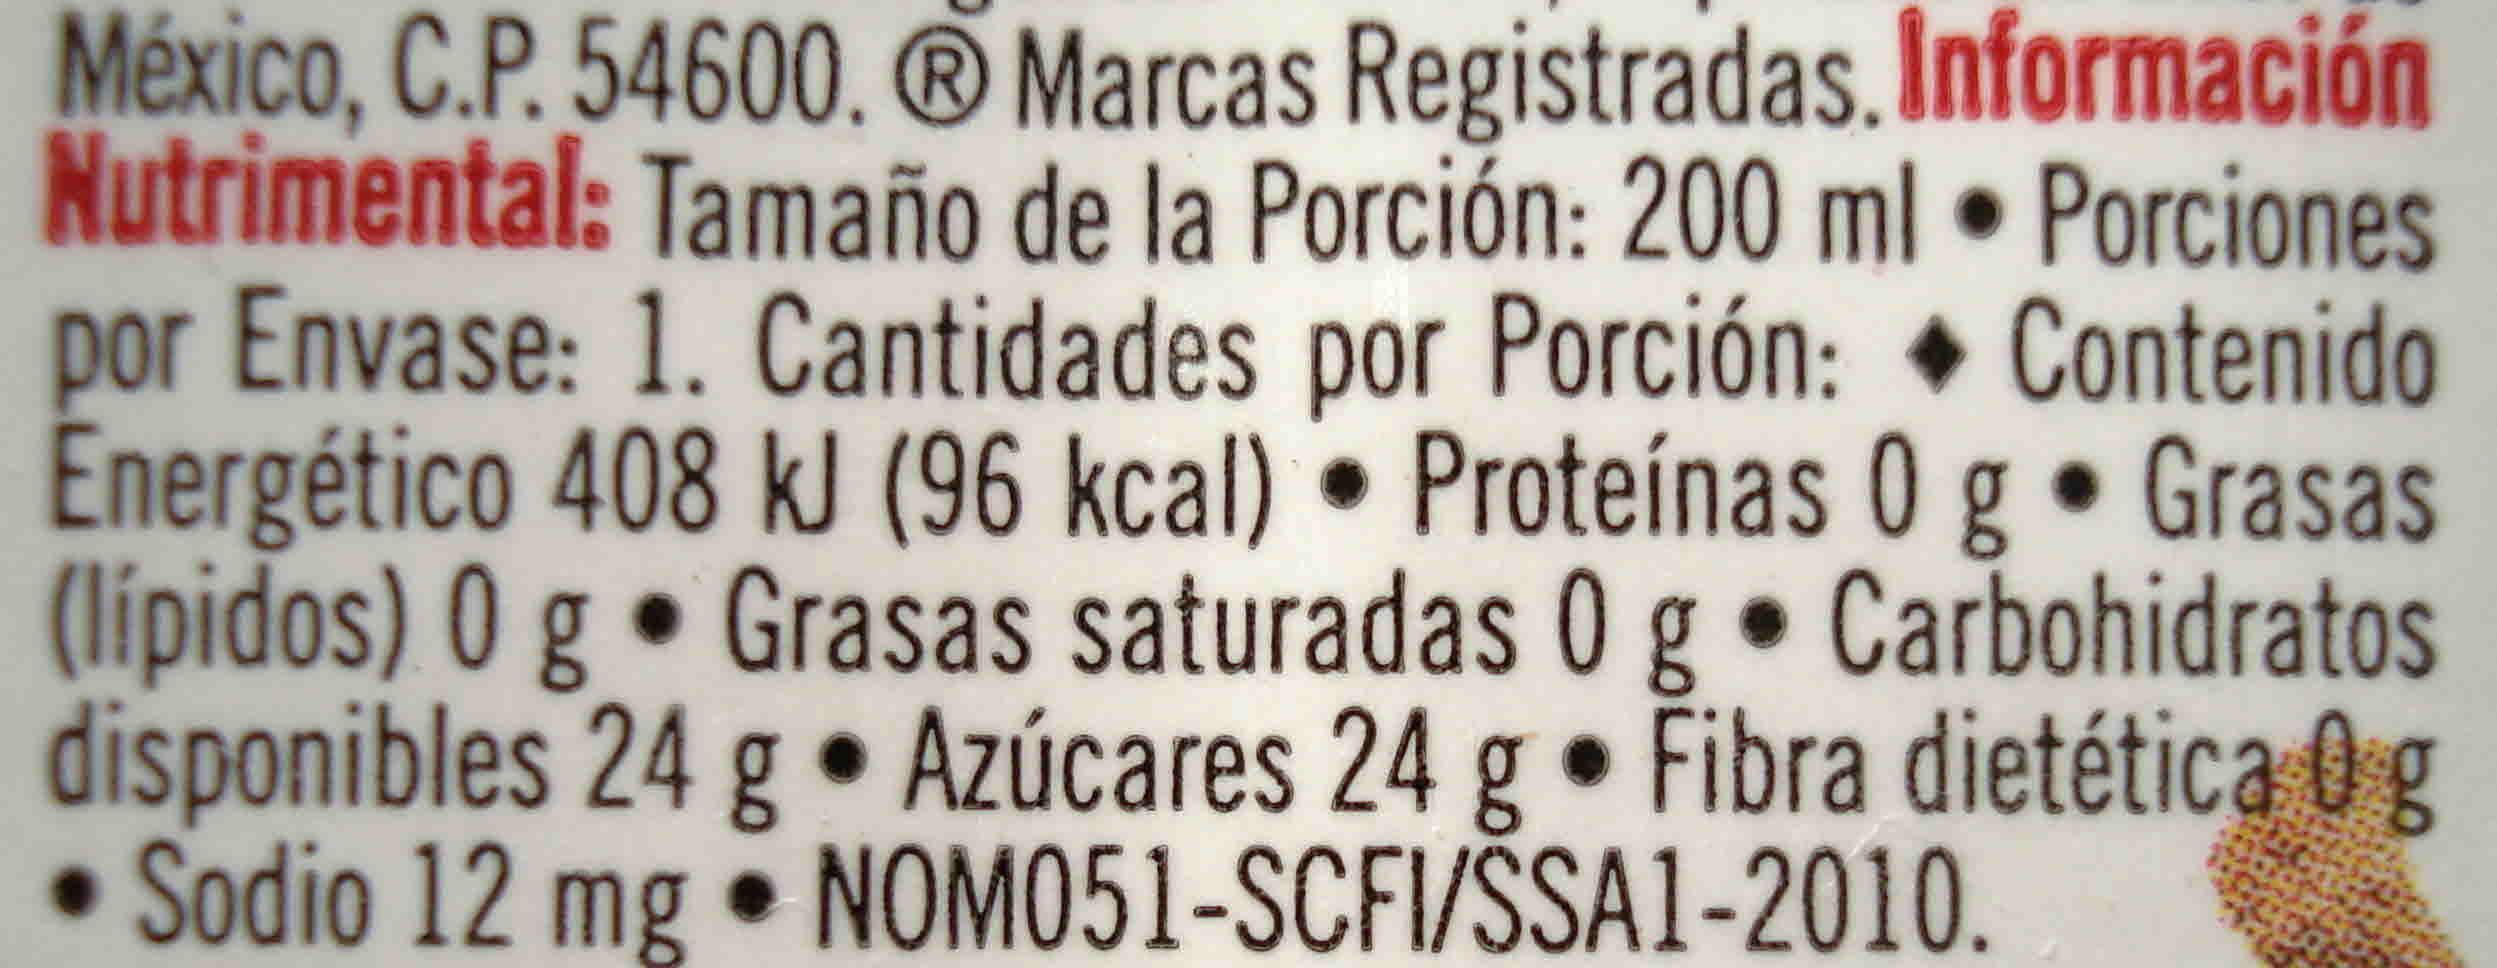 México, C.P. 54600. ® Marcas Registradas. Información
Nutrimental: Tamaño de la Porción: 200 ml • Porciones
por Envase: 1. Cantidades por Porción: ♦ Contenido
Energético 408 kJ (96 kcal) • Proteínas 0 g • Grasas
(lípidos) 0 g • Grasas saturadas 0 g • Carbohidratos
disponibles 24 g • Azúcares 24 g • Fibra dietética 0 g
• Sodio 12 mg • NOM051-SCFI/SSA1-2010.